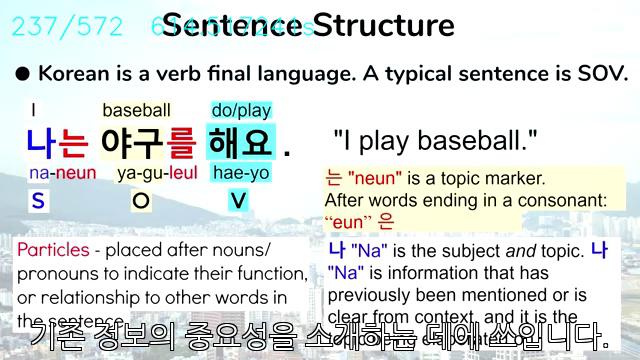 237/572
Sentence Structure
● Korean is a verb final language. A typical sentence is SOV.
I baseball do/play
나는 야구를 해요 .
na-neun ya-gu-leul hae-yo
S O V
"I play baseball."
는 "neun" is a topic marker.
After words ending in a consonant:
“eun” 은
Particles - placed after nouns/
pronouns to indicate their function,
or relationship to other words in
the sentence
나 "Na" is the subject and topic. 나
"Na" is information that has
previously been mentioned or is
clear from context, and it is the
기존 정보의 중요성을 소개하는 데에 쓰입니다.